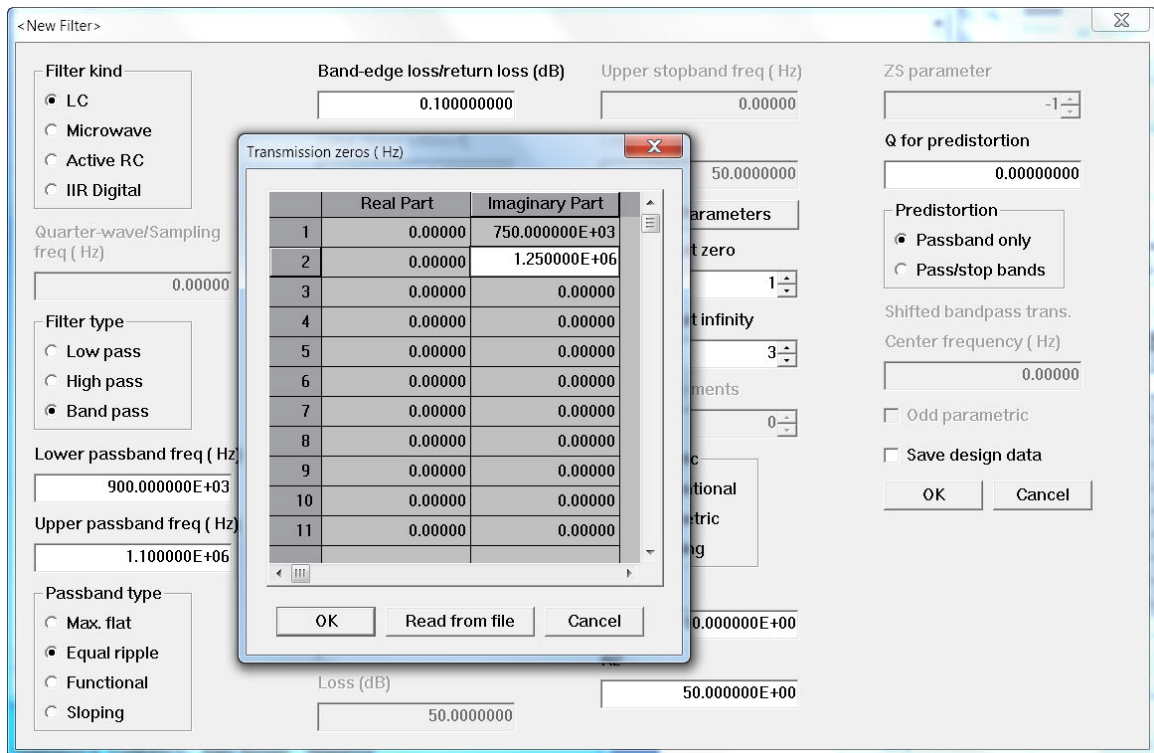 <New Filter>
Filter kind
LC
Microwave
Active RC
IIR Digital
Quarter-wave/Sampling
freq ( Hz)
0.00000
Filter type
Low pass
High pass
Band pass
Lower passband freq ( Hz)
900.000000E+03
Upper passband freq ( Hz)
1.100000E+06
Passband type
Max. flat
Equal ripple
Functional
Sloping
Band-edge loss/return loss (dB)
0.100000000
Loss (dB)
50.0000000
Transmission zeros ( Hz)
Real Part Imaginary Part
1 0.00000 750.000000E+03
2 0.00000 1.250000E+06
3 0.00000 0.00000
4 0.00000 0.00000
5 0.00000 0.00000
6 0.00000 0.00000
7 0.00000 0.00000
8 0.00000 0.00000
9 0.00000 0.00000
10 0.00000 0.00000
11 0.00000 0.00000
OK Read from file Cancel
Upper stopband freq ( Hz)
0.00000
50.0000000
arameters
t zero
1
t infinity
3
ments
0
c
tional
tric
ng
0.000000E+00
50.000000E+00
ZS parameter
-1
Q for predistortion
0.00000000
Predistortion
Passband only
Pass/stop bands
Shifted bandpass trans.
Center frequency ( Hz)
0.00000
Odd parametric
Save design data
OK Cancel